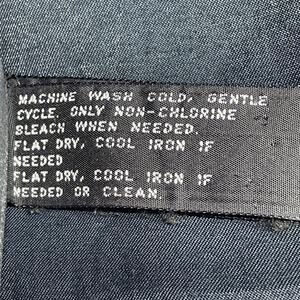 MACHINE WASH COLD, GENTLE
CYCLE. ONLY NON-CHLORINE
BLEACH WHEN NEEDED.
FLAT DRY, COOL IRON IF
NEEDED
FLAT DRY, COOL IRON IF
NEEDED OR CLEAN.